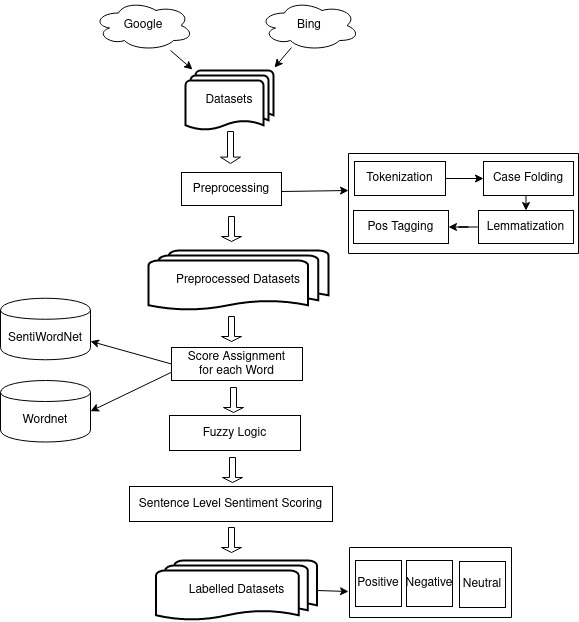 Google
Bing
Datasets
Preprocessing
Tokenization
Case Folding
Pos Tagging
Lemmatization
Preprocessed Datasets
SentiWordNet
Score Assignment
for each Word
Wordnet
Fuzzy Logic
Sentence Level Sentiment Scoring
Labelled Datasets
Positive
Negative
Neutral